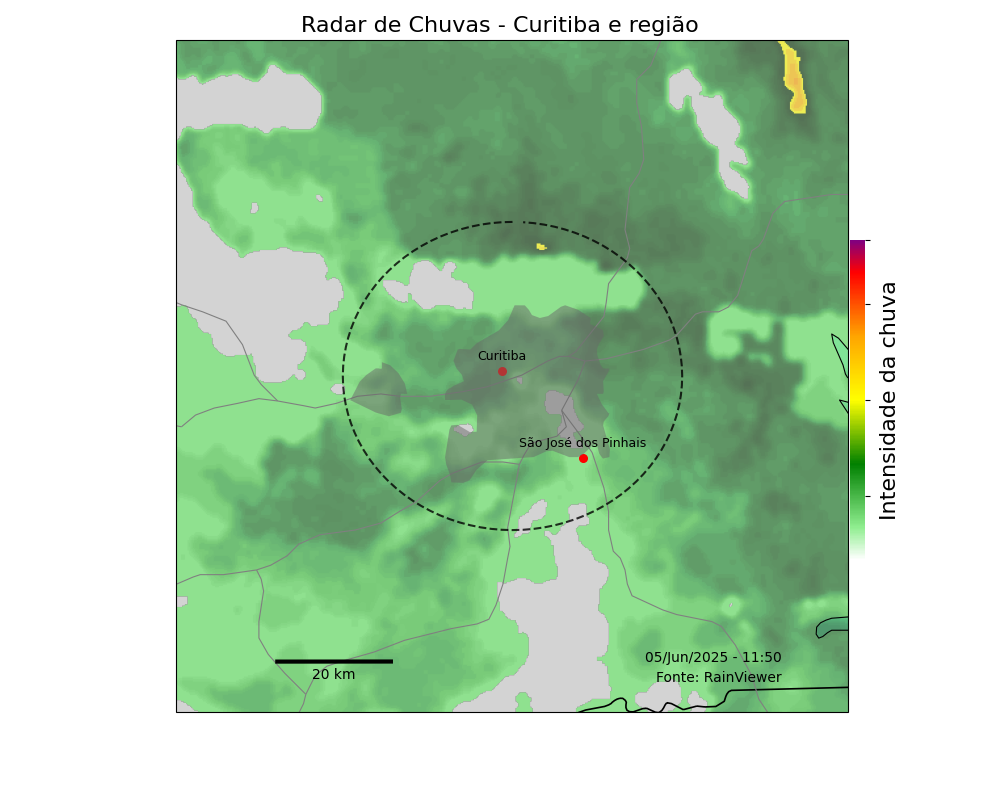 Radar de Chuvas - Curitiba e região
Curitiba
São José dos Pinhais
Intensidade da chuva
05/Jun/2025 - 11:50
Fonte: RainViewer
20 km